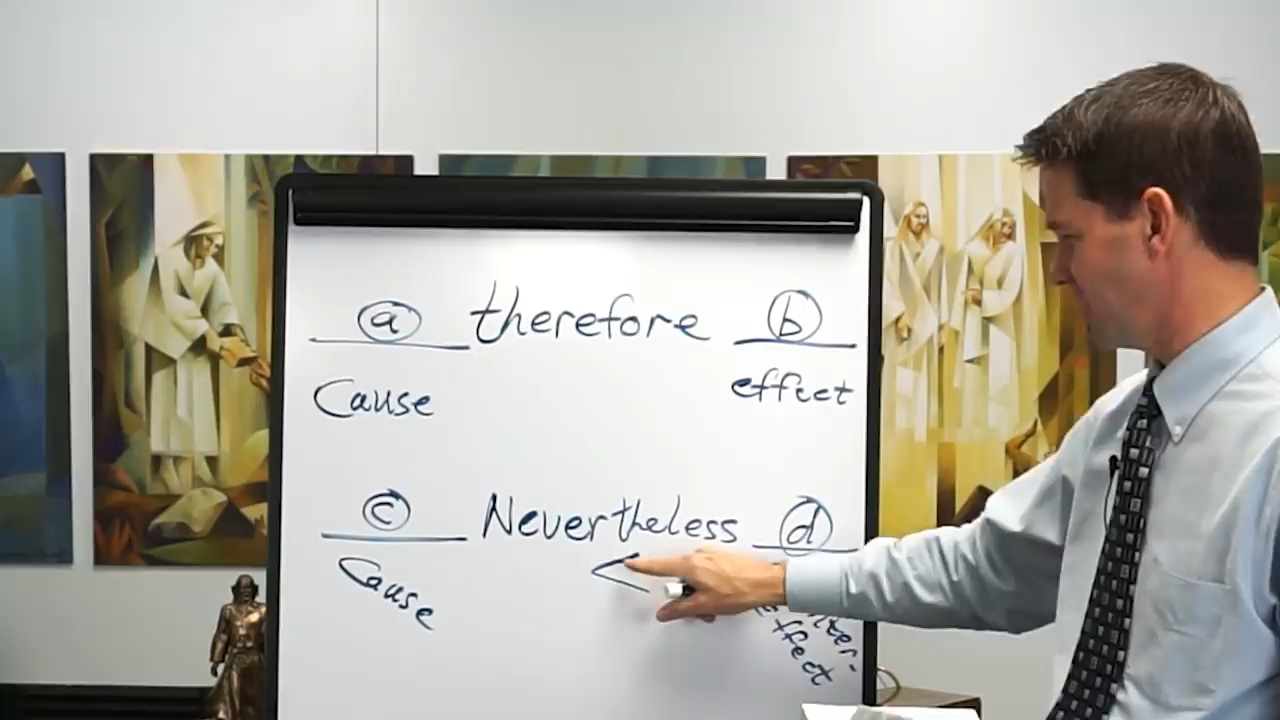 a therefore b
Cause effect
c Nevertheless d
Cause
<
effect